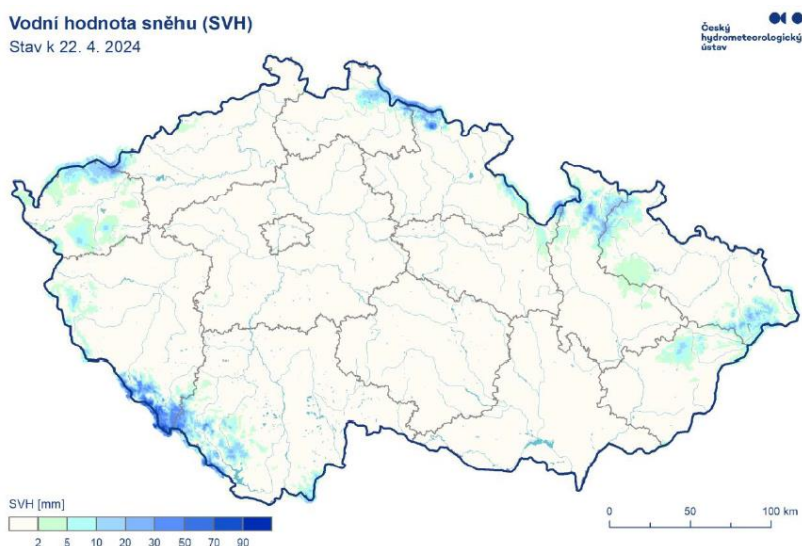 Vodní hodnota sněhu (SVH)
Stav k 22. 4. 2024
Český
hydrometeorologický
ústav
SVH [mm]
2 5 10 20 30 50 70 90
0 50 100 km